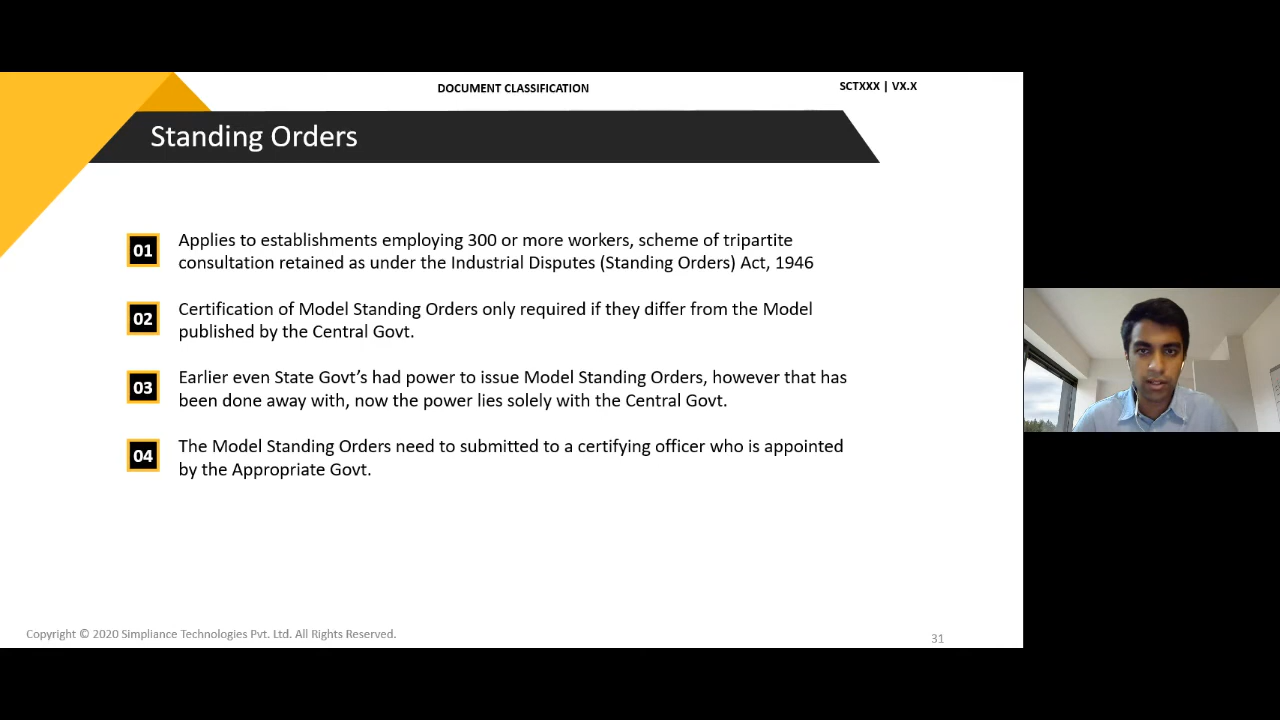 DOCUMENT CLASSIFICATION
SCTXXX | VX.X
Standing Orders
01
Applies to establishments employing 300 or more workers, scheme of tripartite
consultation retained as under the Industrial Disputes (Standing Orders) Act, 1946
02
Certification of Model Standing Orders only required if they differ from the Model
published by the Central Govt.
03
Earlier even State Govt’s had power to issue Model Standing Orders, however that has
been done away with, now the power lies solely with the Central Govt.
04
The Model Standing Orders need to submitted to a certifying officer who is appointed
by the Appropriate Govt.
Copyright © 2020 Simpliance Technologies Pvt. Ltd. All Rights Reserved.
31